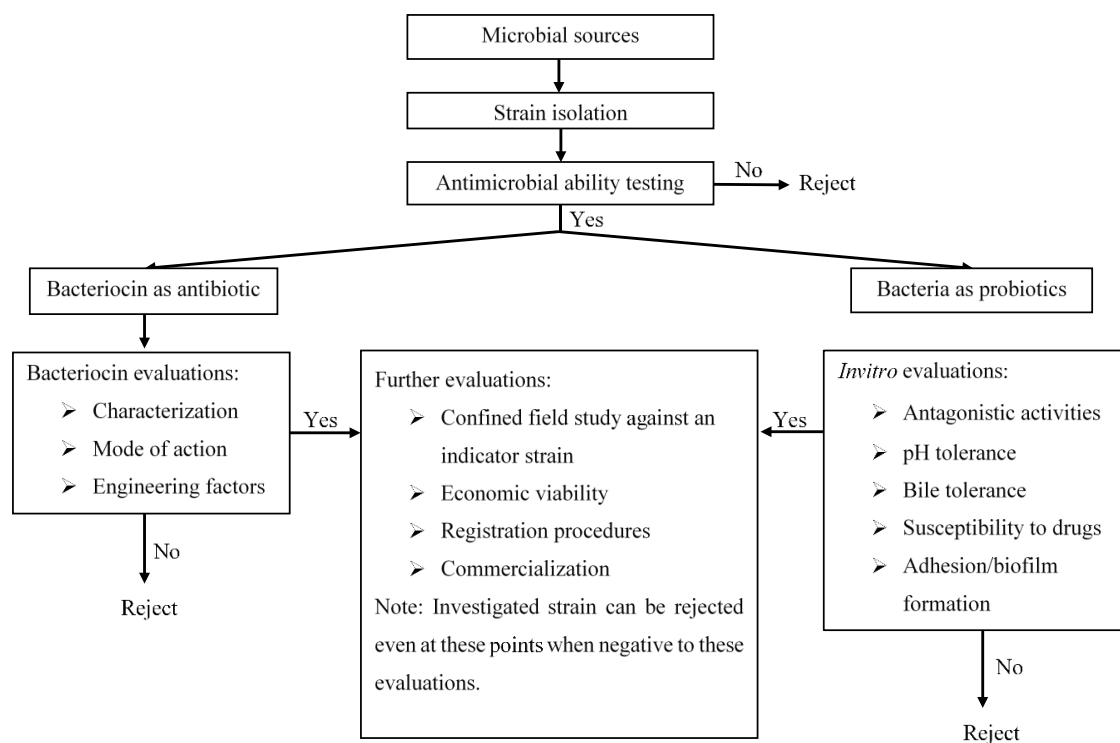 Microbial sources
Strain isolation
Antimicrobial ability testing
No
Reject
Yes
Bacteriocin as antibiotic
Bacteria as probiotics
Bacteriocin evaluations:
➢ Characterization
➢ Mode of action
➢ Engineering factors
Yes
No
Reject
Further evaluations:
➢ Confined field study against an
indicator strain
➢ Economic viability
➢ Registration procedures
➢ Commercialization
Note: Investigated strain can be rejected
even at these points when negative to these
evaluations.
Yes
Invitro evaluations:
➢ Antagonistic activities
➢ pH tolerance
➢ Bile tolerance
➢ Susceptibility to drugs
➢ Adhesion/biofilm
formation
No
Reject